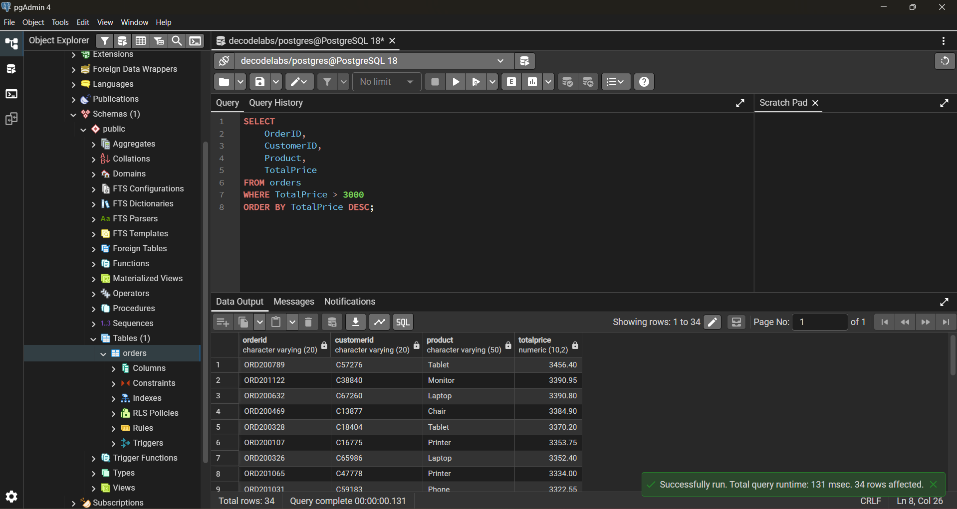 pgAdmin 4
File Object Tools Edit View Window Help
Object Explorer
decodelabs/postgres@PostgreSQL 18*
decodelabs/postgres@PostgreSQL 18
No limit
E
Query Query History
Scratch Pad
1 SELECT
2 OrderID,
3 CustomerID,
4 Product,
5 TotalPrice
6 FROM orders
7 WHERE TotalPrice > 3000
8 ORDER BY TotalPrice DESC;
Extensions
Foreign Data Wrappers
Languages
Publications
Schemas (1)
public
Aggregates
Collations
Domains
FTS Configurations
FTS Dictionaries
Aa FTS Parsers
FTS Templates
Foreign Tables
Functions
Materialized Views
Operators
Procedures
1..3 Sequences
Tables (1)
orders
Columns
Constraints
Indexes
RLS Policies
Rules
Triggers
Trigger Functions
Types
Views
Subscriptions
Data Output Messages Notifications
SQL
Showing rows: 1 to 34
Page No: 1 of 1
orderid customerid product totalprice
character varying (20) character varying (20) character varying (50) numeric (10,2)
1 ORD200789 C57276 Tablet 3456.40
2 ORD201122 C38840 Monitor 3390.95
3 ORD200632 C67260 Laptop 3390.80
4 ORD200469 C13877 Chair 3384.90
5 ORD200328 C18404 Tablet 3370.20
6 ORD200107 C16775 Printer 3353.75
7 ORD200326 C65986 Laptop 3352.40
8 ORD201065 C47778 Printer 3334.00
9 ORD201031 C59183 Phone 3322.55
Successfully run. Total query runtime: 131 msec. 34 rows affected.
Total rows: 34 Query complete 00:00:00.131 CRLF Ln 8, Col 26